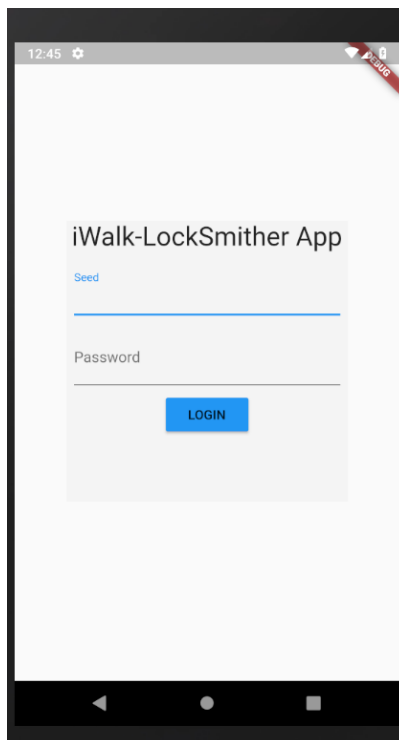 12:45
DEBUG
iWalk-LockSmither App
Seed
Password
LOGIN